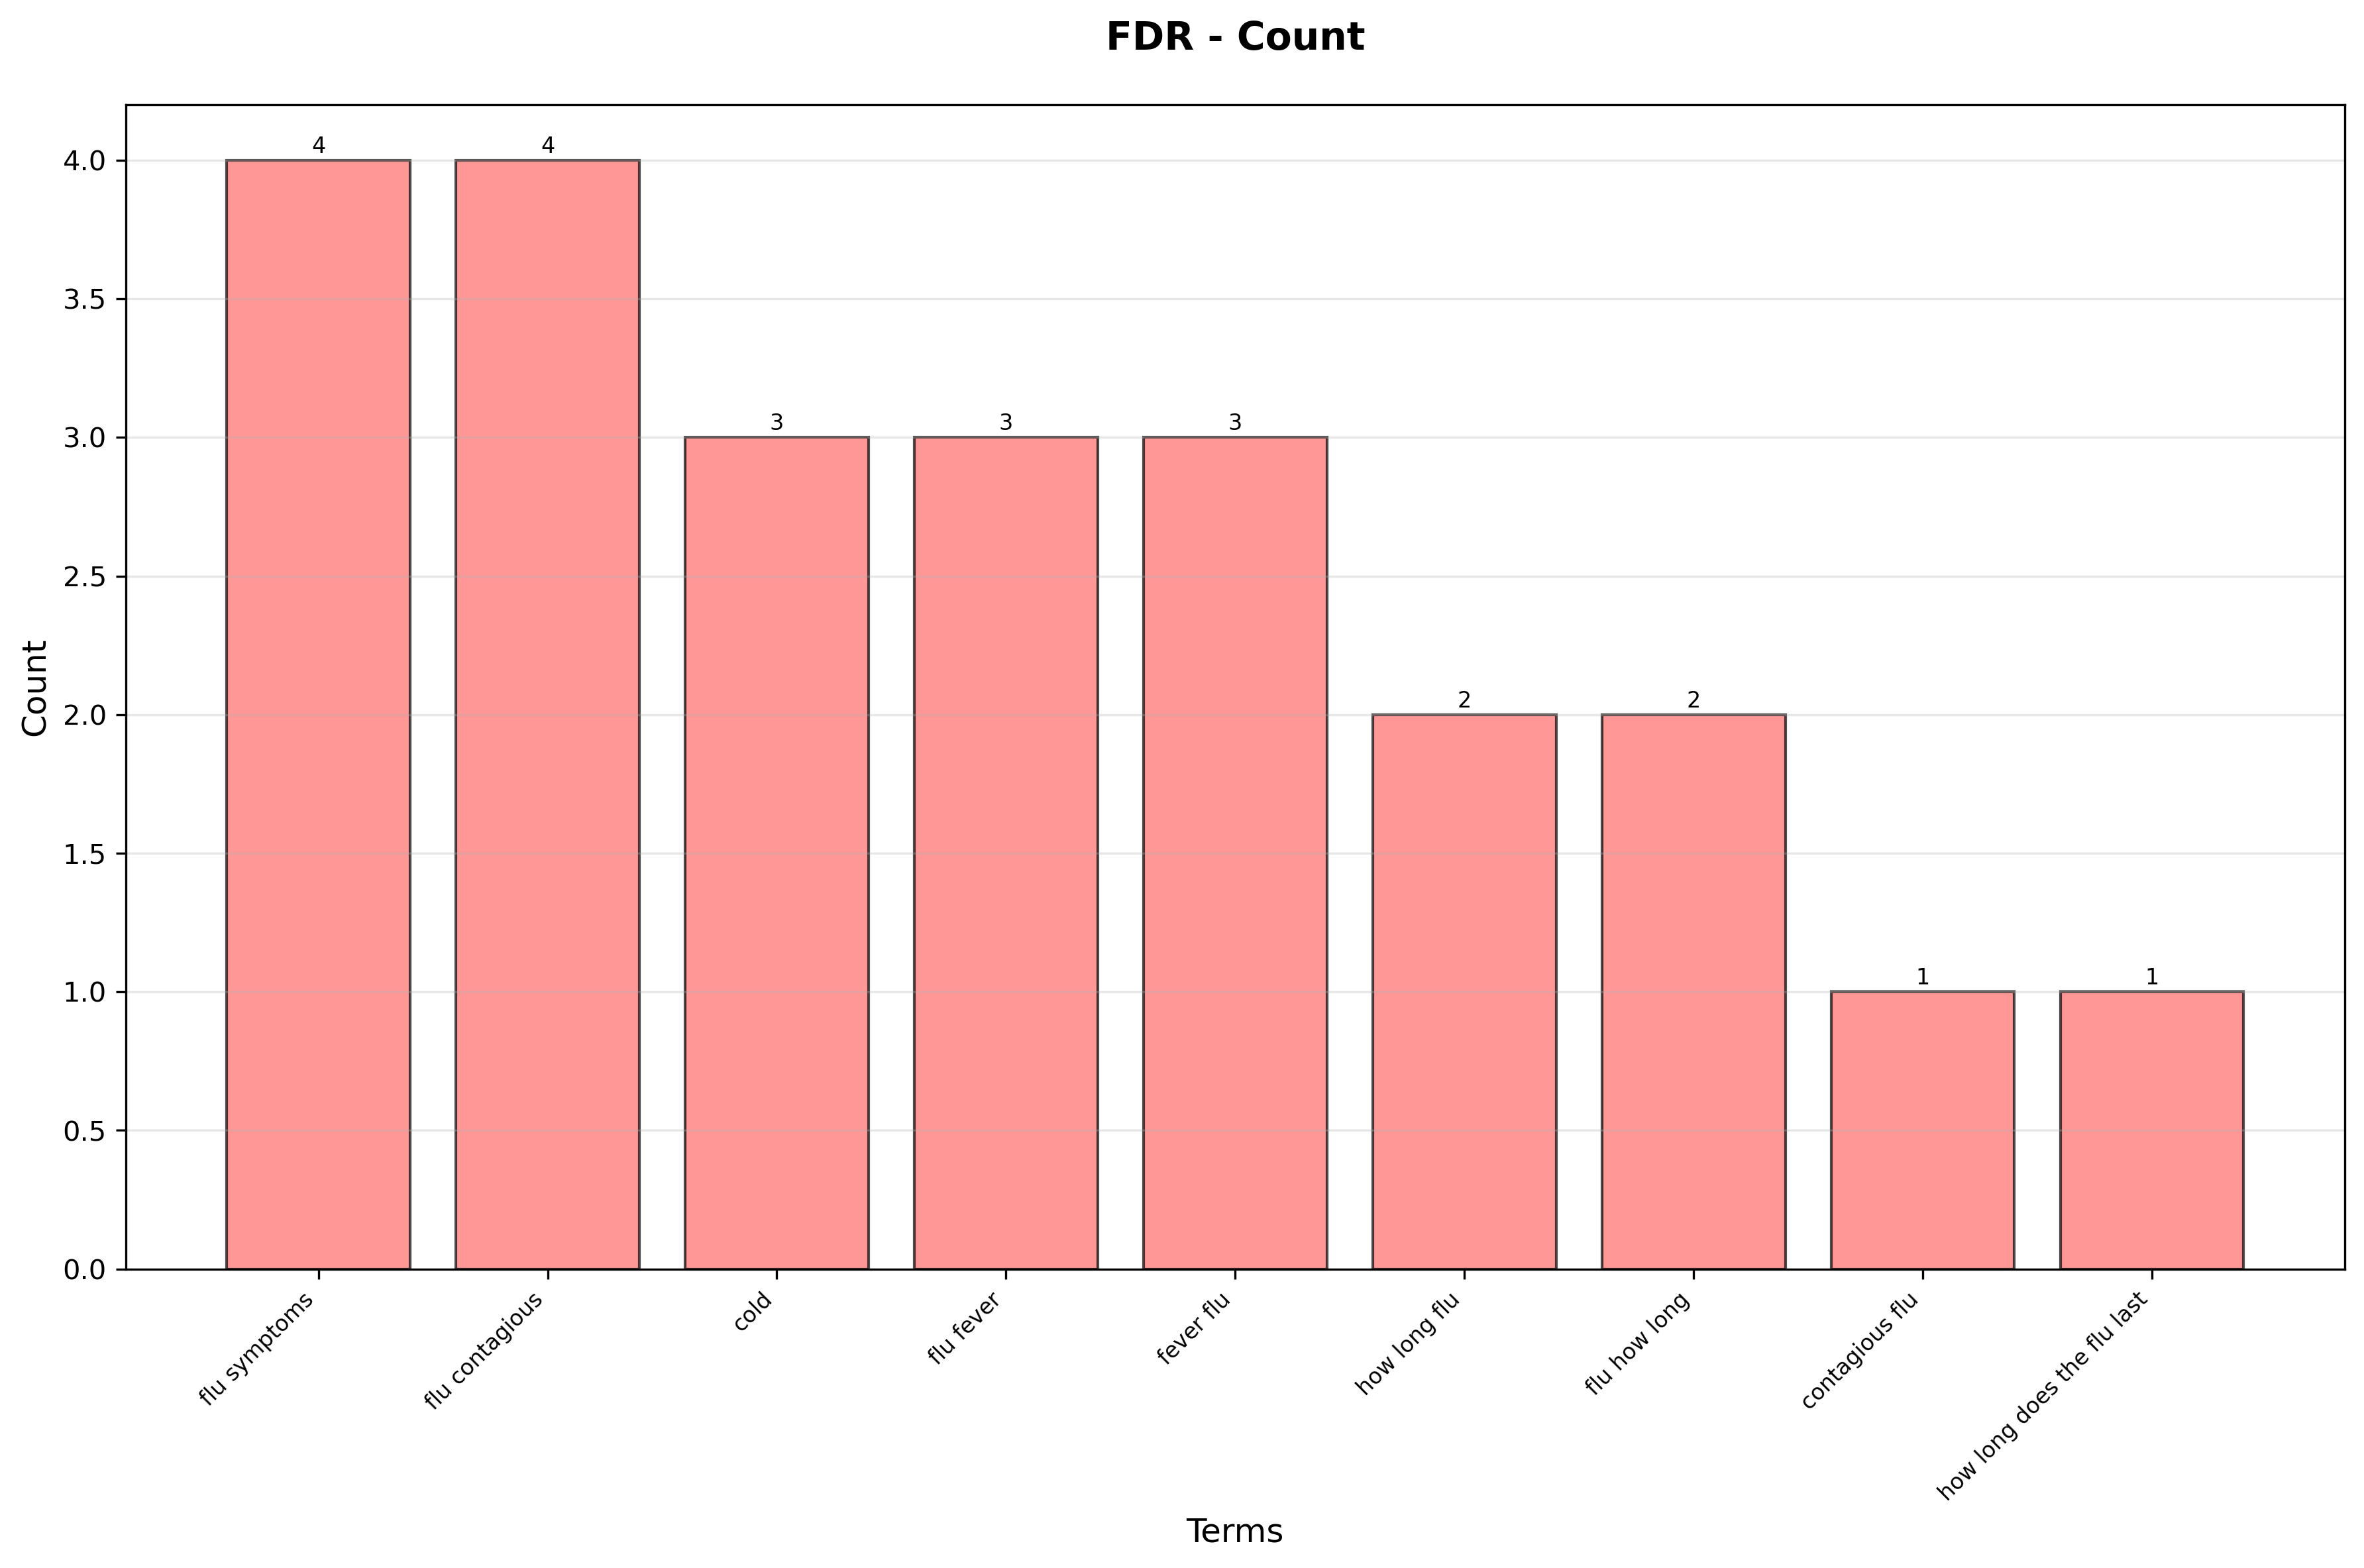 FDR - Count
4 4 3 3 3 2 2 1 1
4.0
3.5
3.0
2.5
2.0
1.5
1.0
0.5
0.0
Count
flu symptoms
flu contagious
cold
flu fever
fever flu
how long flu
flu how long
contagious flu
how long does the flu last
Terms